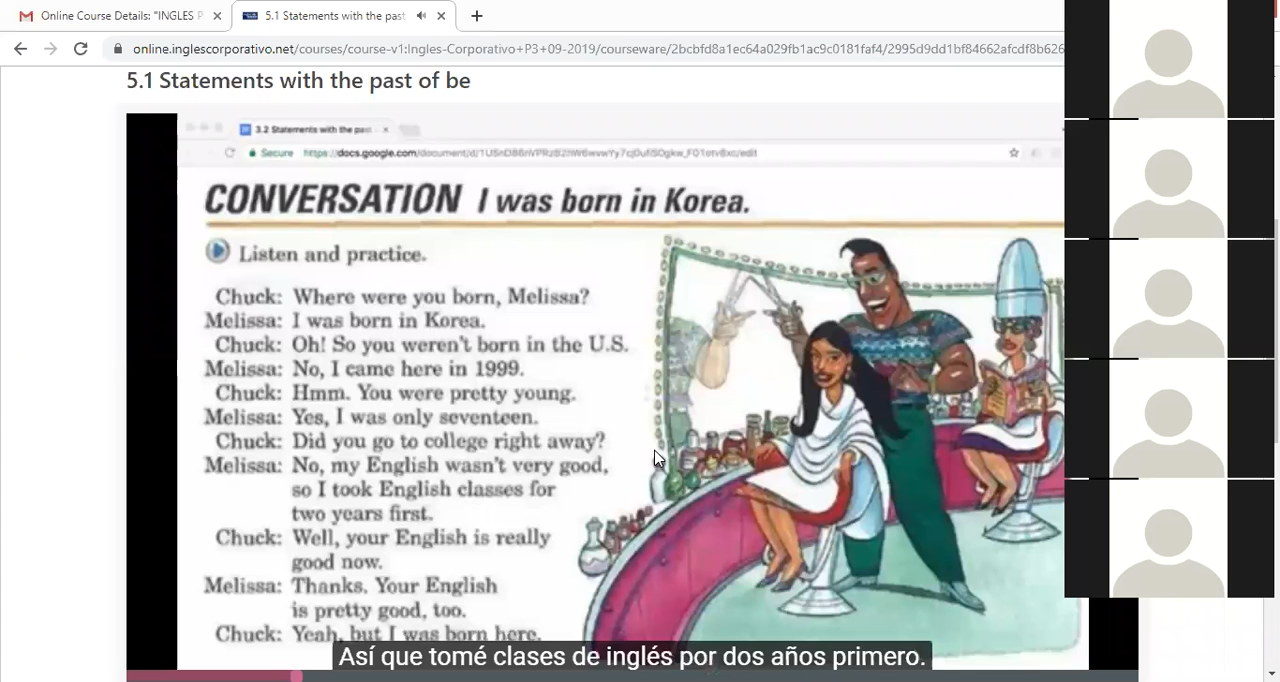 Online Course Details: "INGLES P
5.1 Statements with the past
online.inglescorporativo.net/courses/course-v1:Ingles-Corporativo+P3+09-2019/courseware/2bcbfd8a1ec64a029fb1ac9c0181faf4/2995d9dd1bf84662afcdf8b626
5.1 Statements with the past of be
3.2 Statements with the pas
Secure
CONVERSATION I was born in Korea.
Listen and practice.
Chuck: Where were you born, Melissa?
Melissa: I was born in Korea.
Chuck: Oh! So you weren't born in the U.S.
Melissa: No, I came here in 1999.
Chuck: Hmm. You were pretty young.
Melissa: Yes, I was only seventeen.
Chuck: Did you go to college right away?
Melissa: No, my English wasn't very good,
so I took English classes for
two years first.
Chuck: Well, your English is really
good now.
Melissa: Thanks. Your English
is pretty good, too.
Chuck: Yeah, but I was born here.
Así que tomé clases de inglés por dos años primero.